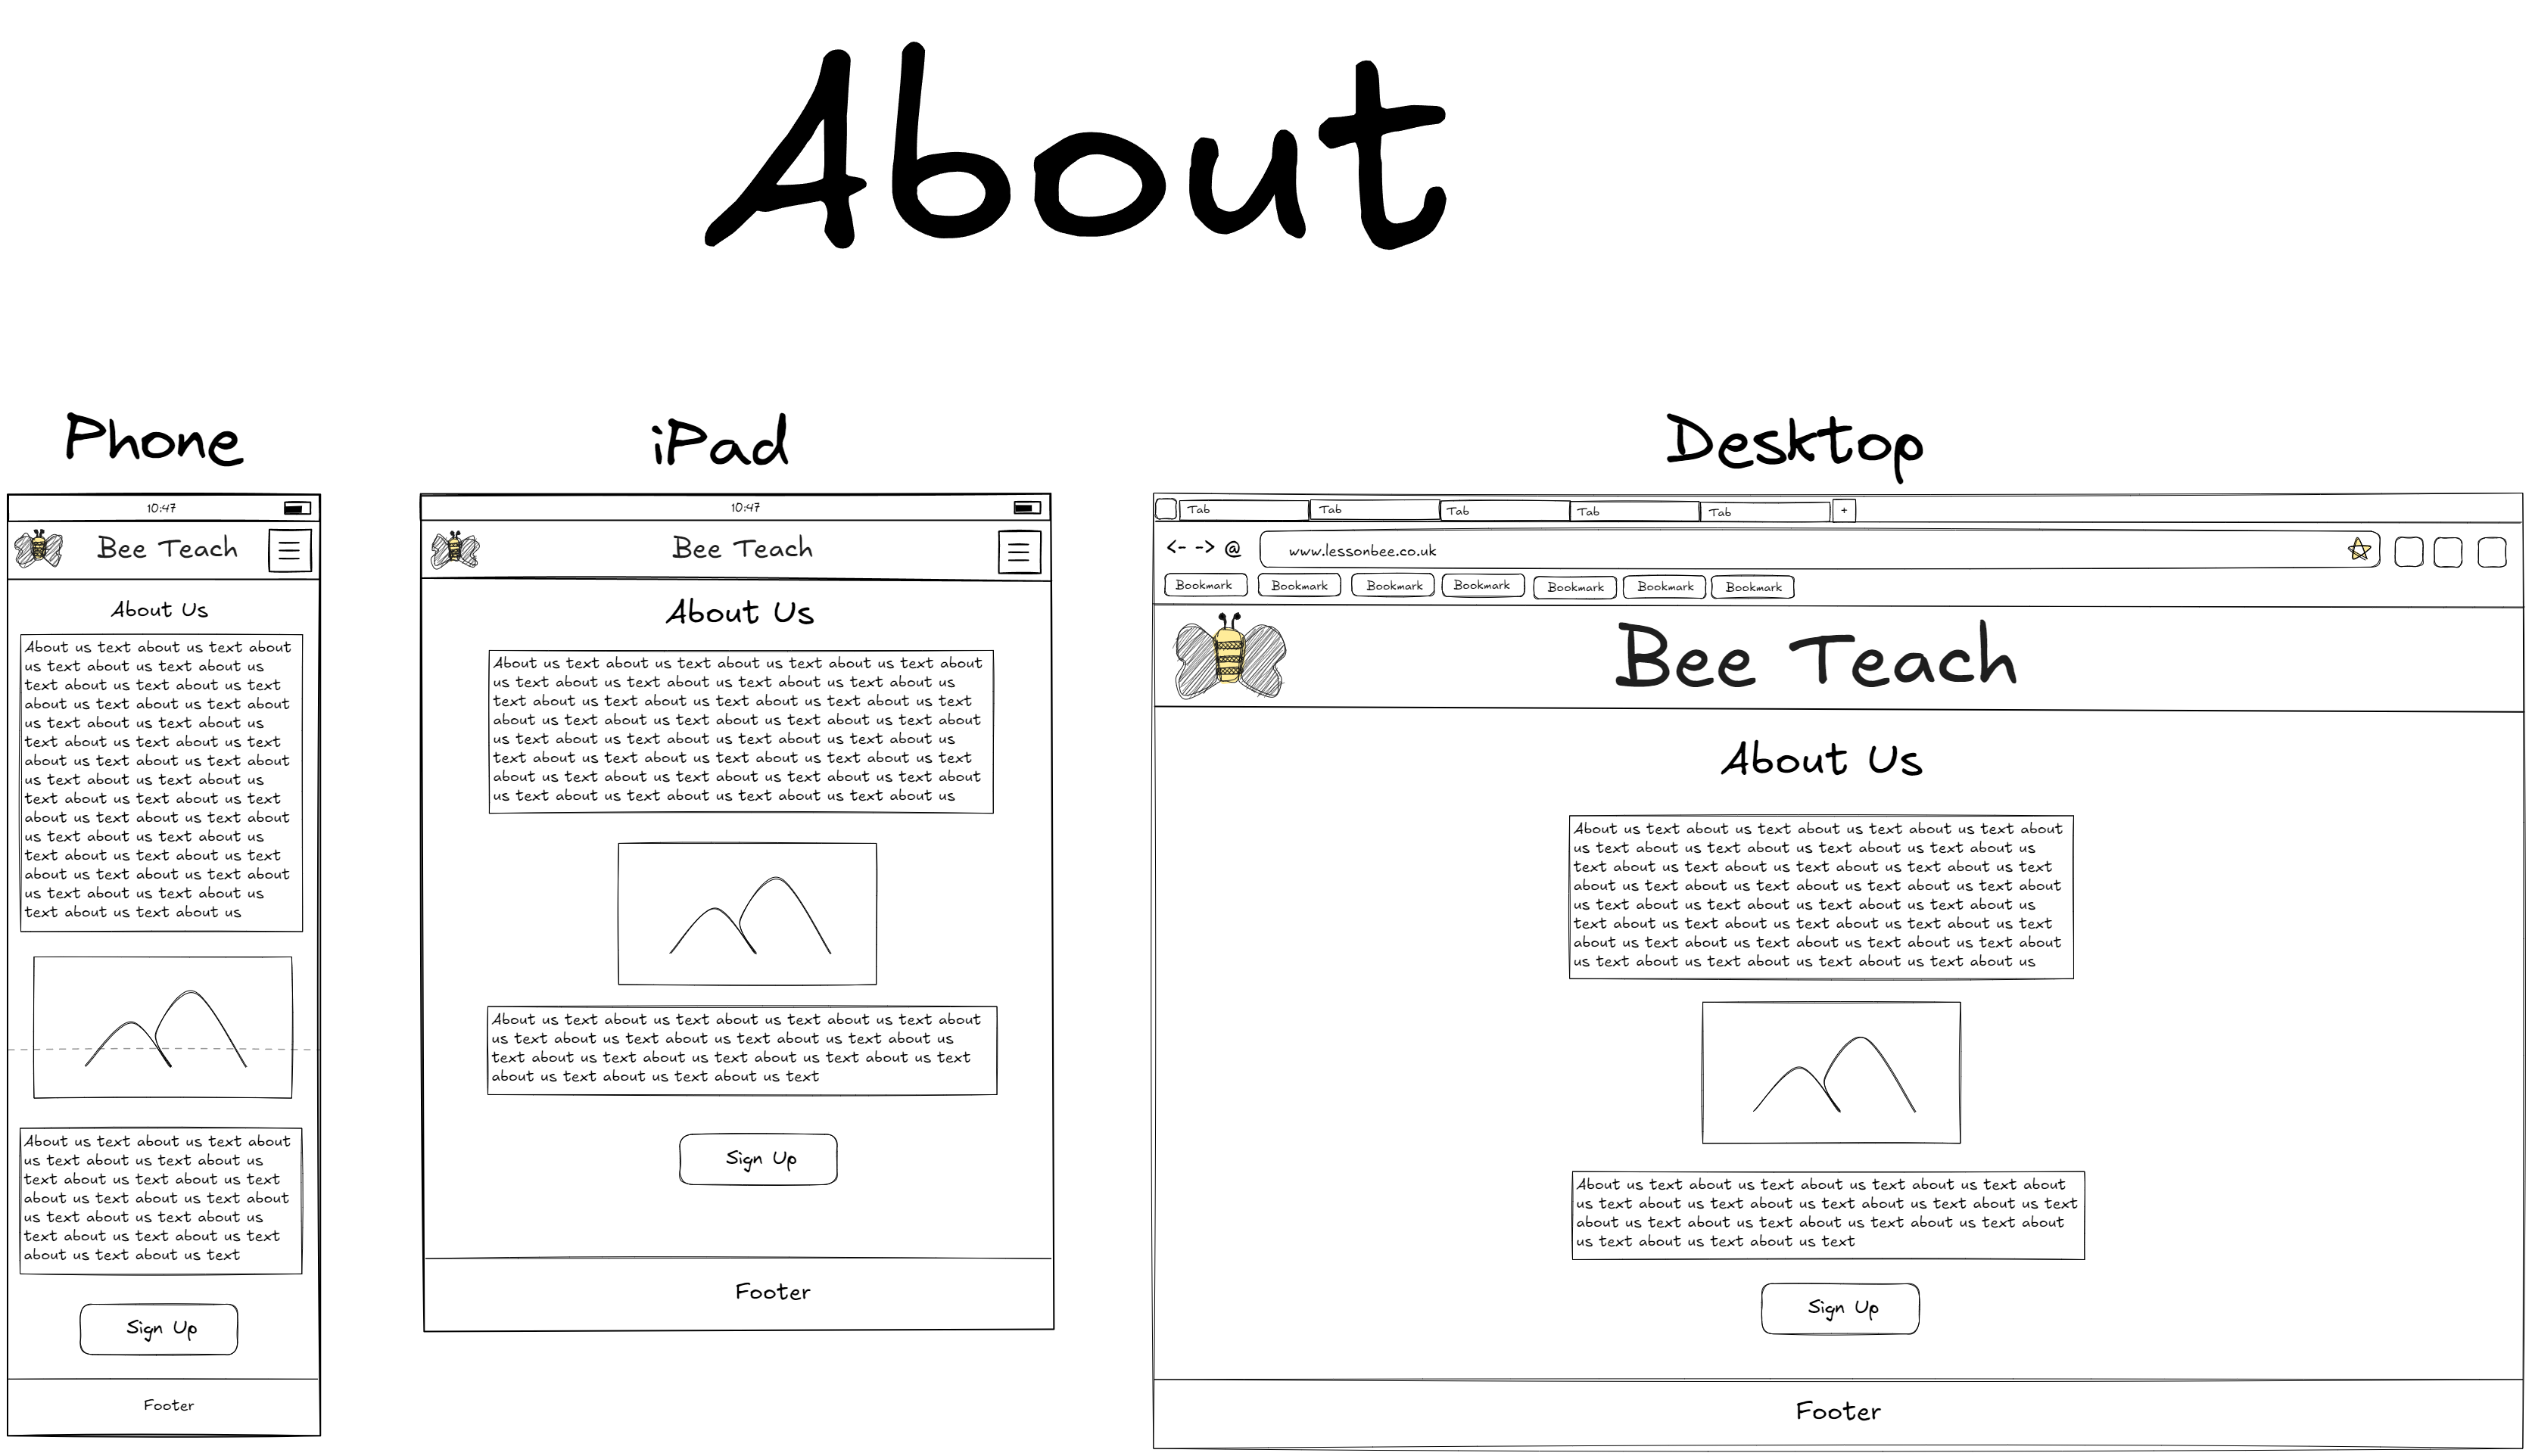 About
Phone
10:47
Bee Teach
About Us
About us text about us text about
us text about us text about us
text about us text about us text
about us text about us text about
us text about us text about us
text about us text about us text
about us text about us text about
us text about us text about us
text about us text about us text
about us text about us text about
us text about us text about us
text about us text about us text
about us text about us text about
us text about us text about us
text about us text about us
About us text about us text about
us text about us text about us
text about us text about us text
about us text about us text about
us text about us text about us
text about us text about us text
about us text about us text
Sign Up
Footer
iPad
10:47
Bee Teach
About Us
About us text about us text about us text about us text about
us text about us text about us text about us text about us
text about us text about us text about us text about us text
about us text about us text about us text about us text about
us text about us text about us text about us text about us
text about us text about us text about us text about us text
about us text about us text about us text about us text about
us text about us text about us text about us text about us
About us text about us text about us text about us text about
us text about us text about us text about us text about us
text about us text about us text about us text about us text
about us text about us text about us text
Sign Up
Footer
Desktop
Tab
Tab
Tab
Tab
Tab
+
<- -> @
www.lessonbee.co.uk
Bookmark
Bookmark
Bookmark
Bookmark
Bookmark
Bookmark
Bookmark
Bee Teach
About Us
About us text about us text about us text about us text about
us text about us text about us text about us text about us
text about us text about us text about us text about us text
about us text about us text about us text about us text about
us text about us text about us text about us text about us
text about us text about us text about us text about us text
about us text about us text about us text about us text about
us text about us text about us text about us text about us
About us text about us text about us text about us text about
us text about us text about us text about us text about us text
about us text about us text about us text about us text about
us text about us text about us text
Sign Up
Footer